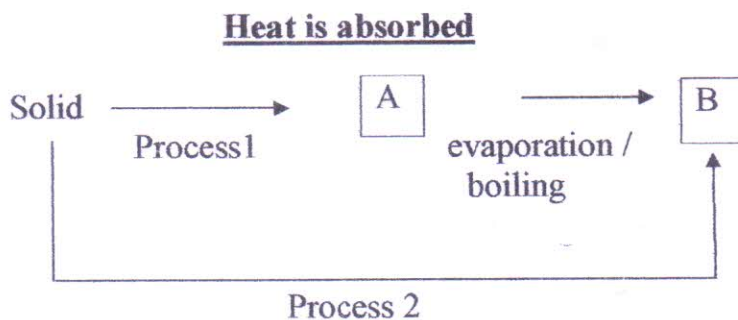 Heat is absorbed
Solid
A
B
Process1
evaporation /
boiling
Process 2